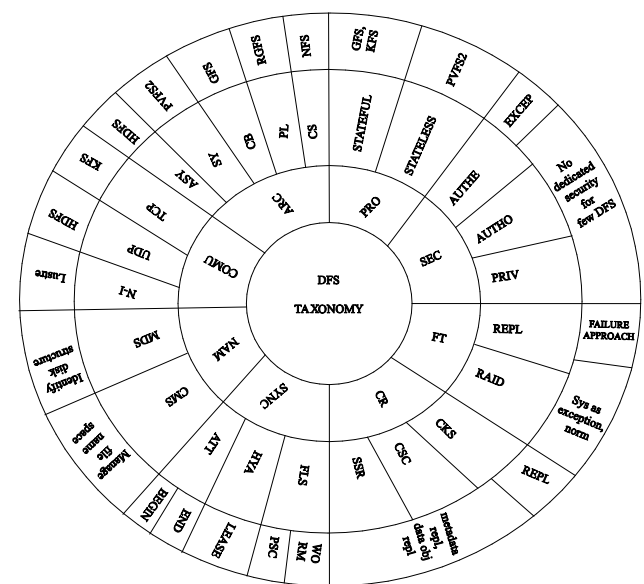 DFS
TAXONOMY
PRO
SEC
FT
CR
SYNC
NAM
COMU
ARC
STATEFUL
STATELESS
AUTHE
AUTHO
PRIV
REPL
RAID
CKS
CSC
SSR
FLS
HYA
ATT
CMS
MDS
N-I
UDP
TCP
ASY
SY
CB
PL
CS
GFS,
KFS
PVFS2
EXCEP
No
dedicated
security
for
few DFS
FAILURE
APPROACH
Sys as
exception,
norm
REPL
metadata
repl,
data obj
repl
WO
RM
PSC
LEASE
END
BEGIN
Manage
file
name
space
Identify
disk
structure
Lustre
HDFS
KFS
HDFS
PVFS2
GFS
RGFS
NFS